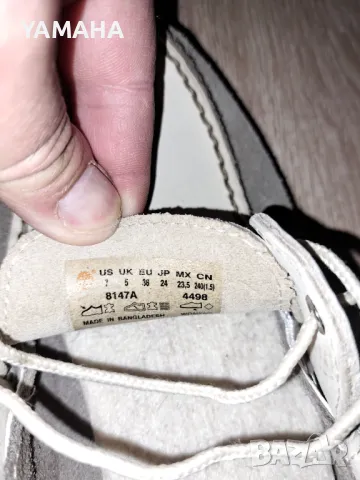 YAMAHA
US UK EU JP MX CN
7 5 38 24 23,5 240(1.5)
8147A 4498
MADE IN BANGLADESH
BAZAR